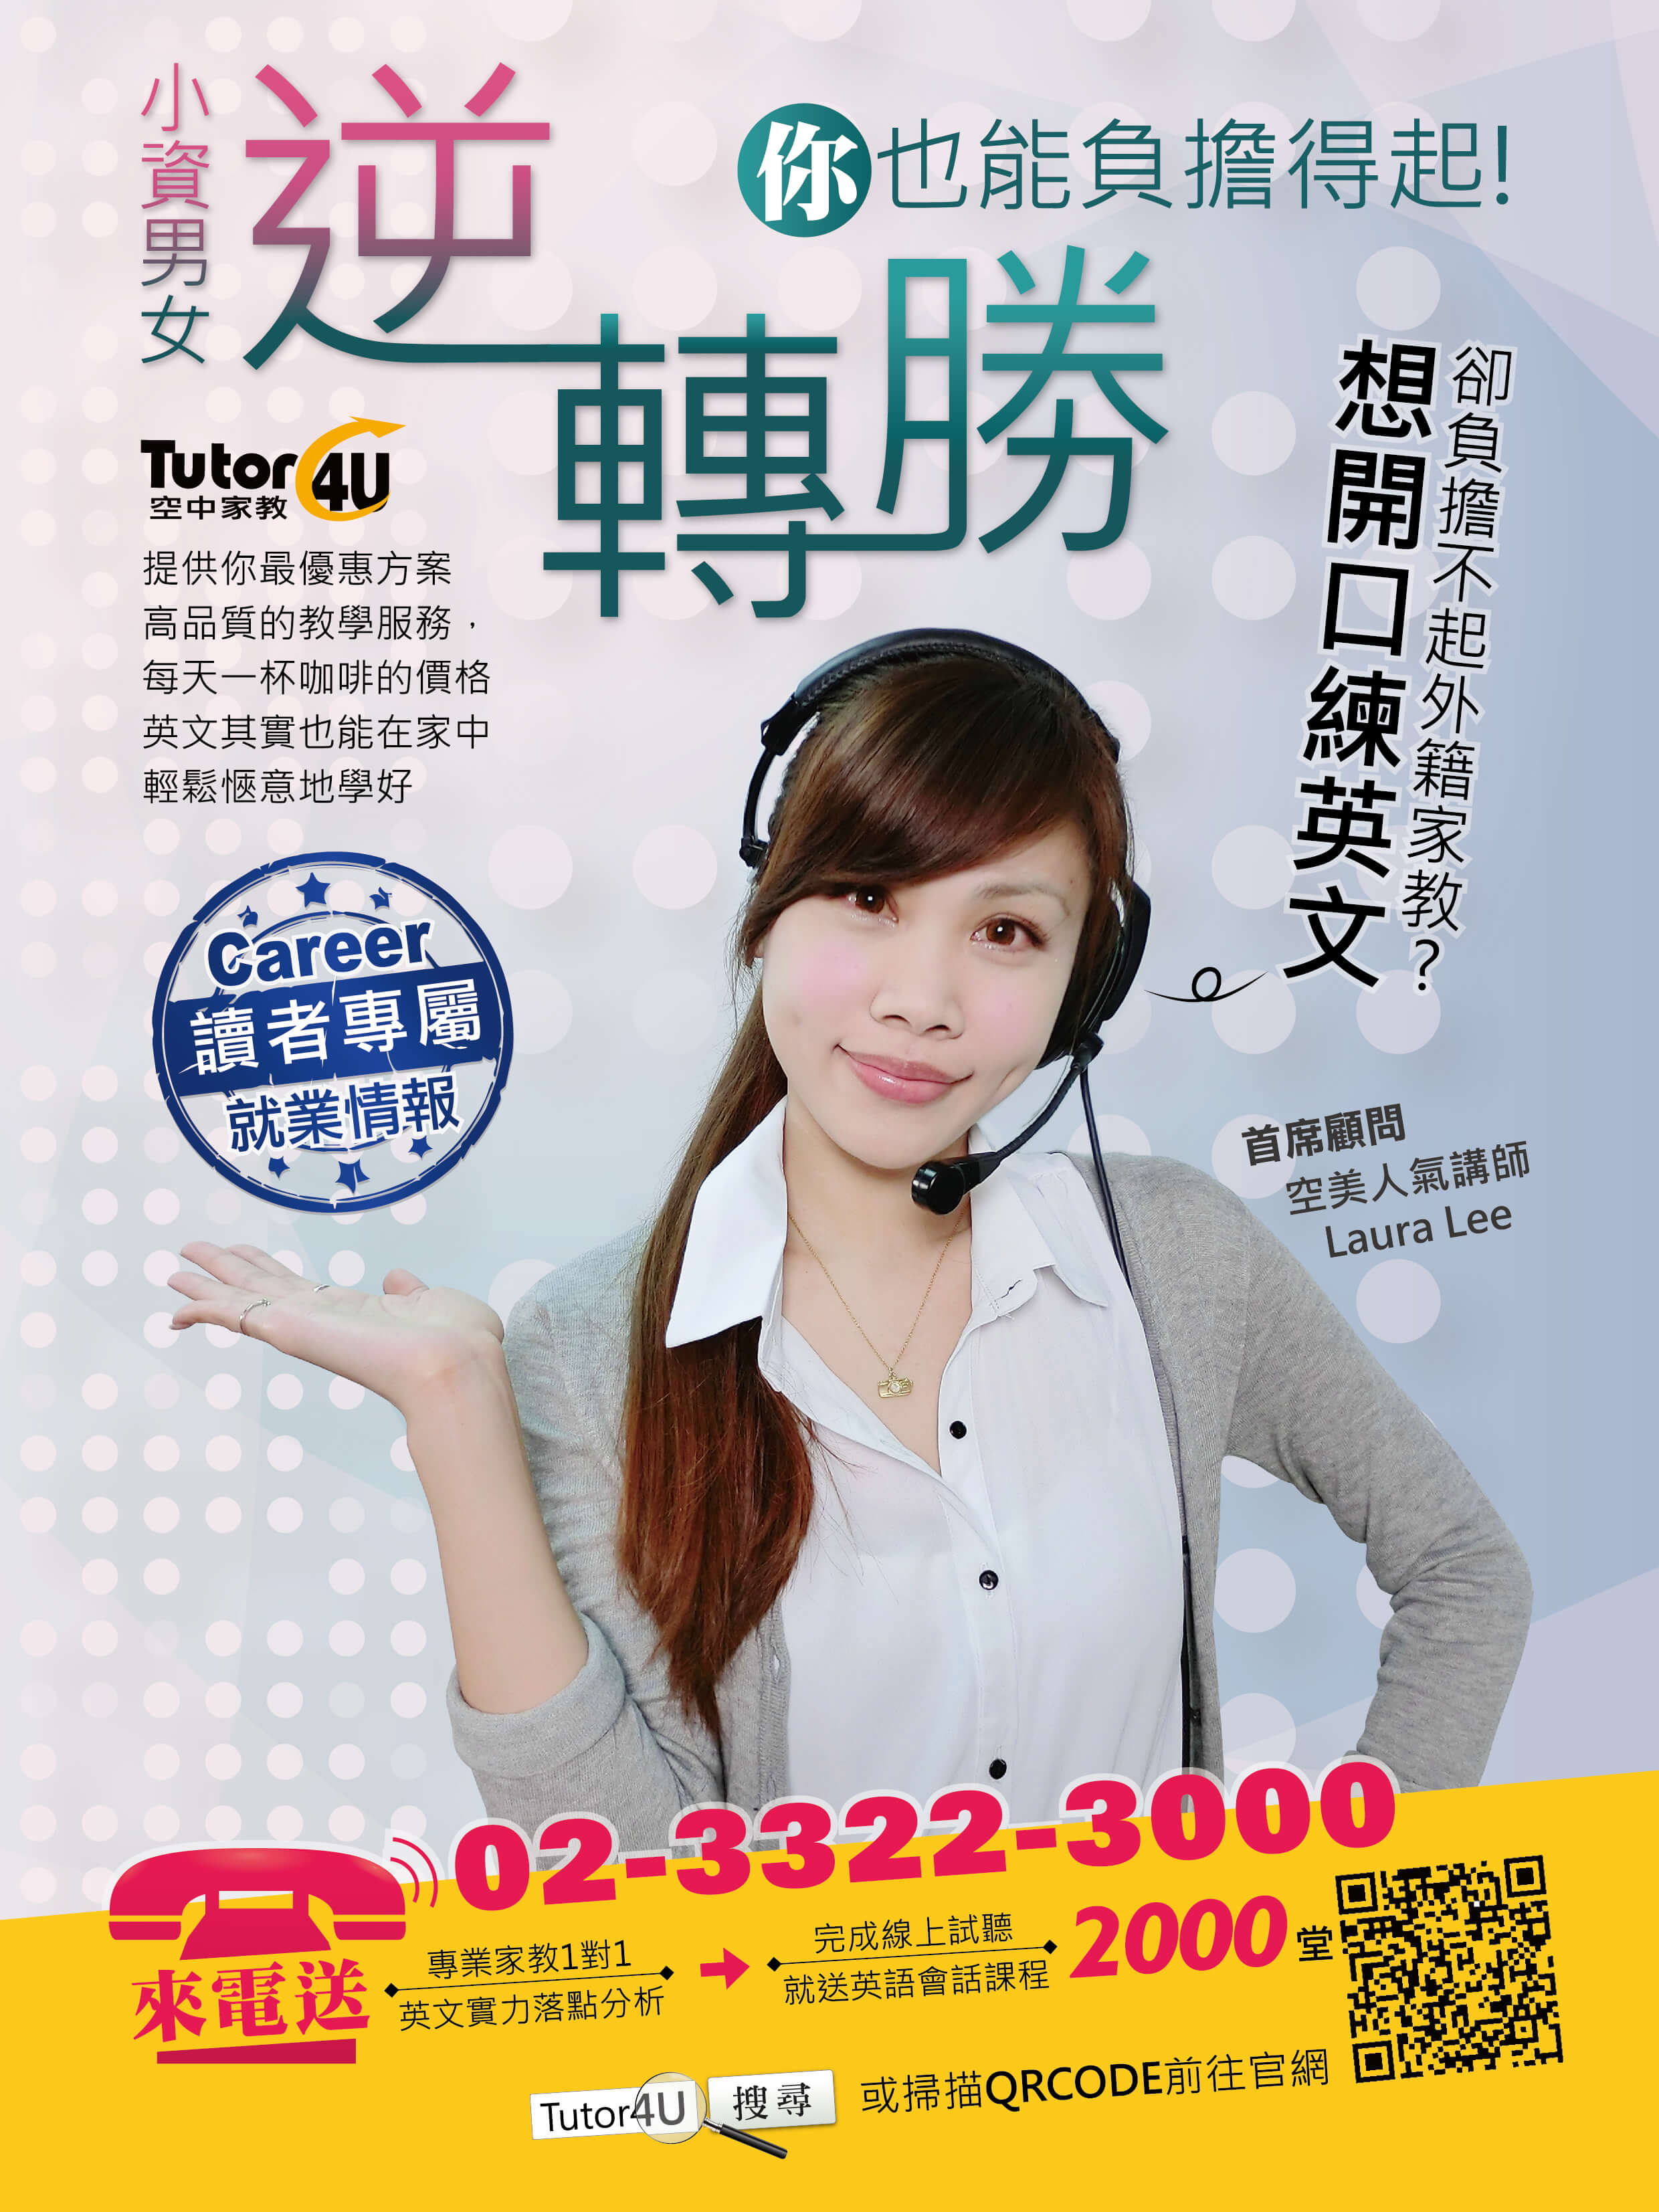 小資男女
逆轉勝
你也能負擔得起!
想開口練英文
卻負擔不起外籍家教?
Tutor4U
空中家教
提供你最優惠方案
高品質的教學服務,
每天一杯咖啡的價格
英文其實也能在家中
輕鬆愜意地學好
Career
讀者專屬
就業情報
首席顧問
空美人氣講師
Laura Lee
02-3322-3000
來電送
專業家教1對1
英文實力落點分析
完成線上試聽
就送英語會話課程
2000堂
Tutor4U 搜尋
或掃描QRCODE前往官網